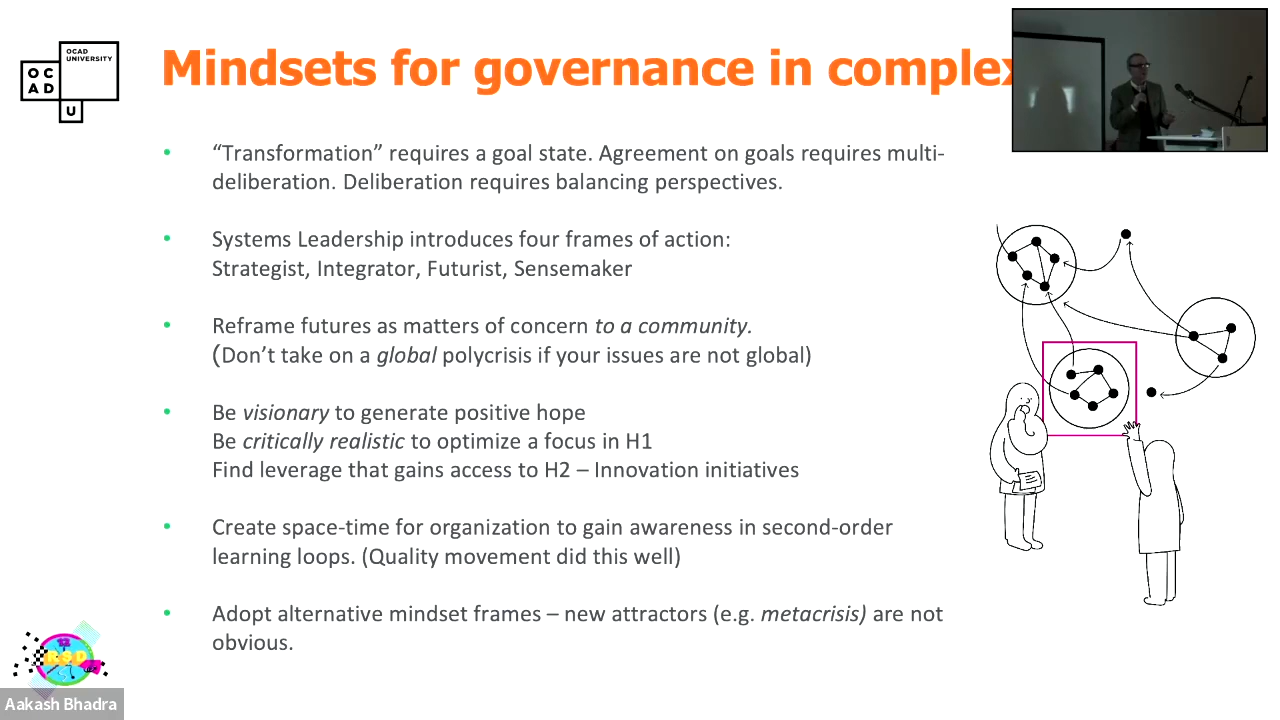 OCAD
UNIVERSITY
OC
AD
U
Mindsets for governance in complex
“Transformation” requires a goal state. Agreement on goals requires multi-
deliberation. Deliberation requires balancing perspectives.
Systems Leadership introduces four frames of action:
Strategist, Integrator, Futurist, Sensemaker
Reframe futures as matters of concern to a community.
(Don’t take on a global polycrisis if your issues are not global)
Be visionary to generate positive hope
Be critically realistic to optimize a focus in H1
Find leverage that gains access to H2 – Innovation initiatives
Create space-time for organization to gain awareness in second-order
learning loops. (Quality movement did this well)
Adopt alternative mindset frames – new attractors (e.g. metacrisis) are not
obvious.
12
RSD
Aakash Bhadra